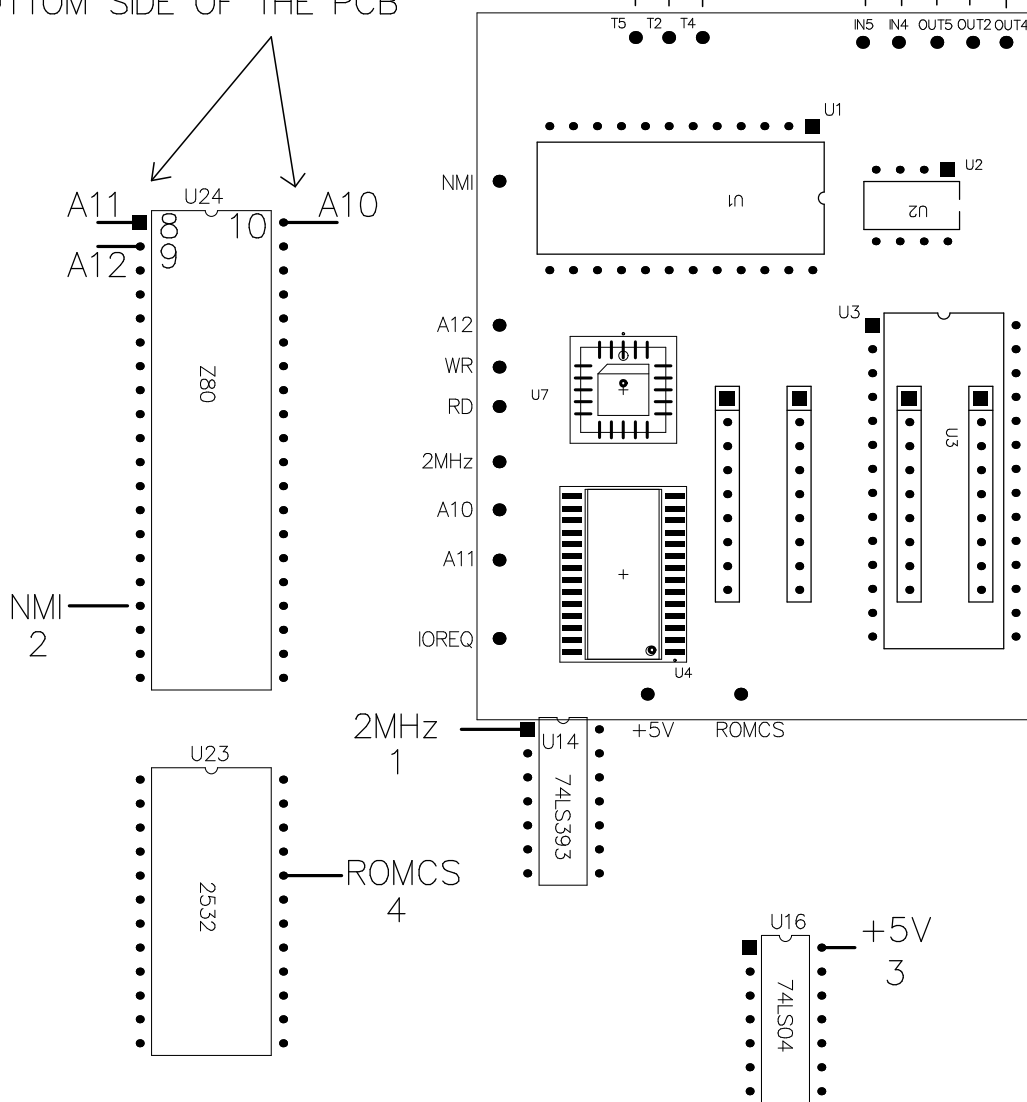 BOTTOM SIDE OF THE PCB
T5 T2 T4
IN5 IN4 OUT5 OUT2 OUT4
U1
U1
U2
U2
NMI
U24
A11
8
10
A10
A12
9
Z80
A12
WR
RD
2MHz
A10
A11
IOREQ
U7
U3
U3
U4
NMI
2
+5V
ROMCS
2MHz
1
U14
74LS393
U23
2532
ROMCS
4
U16
74LS04
+5V
3